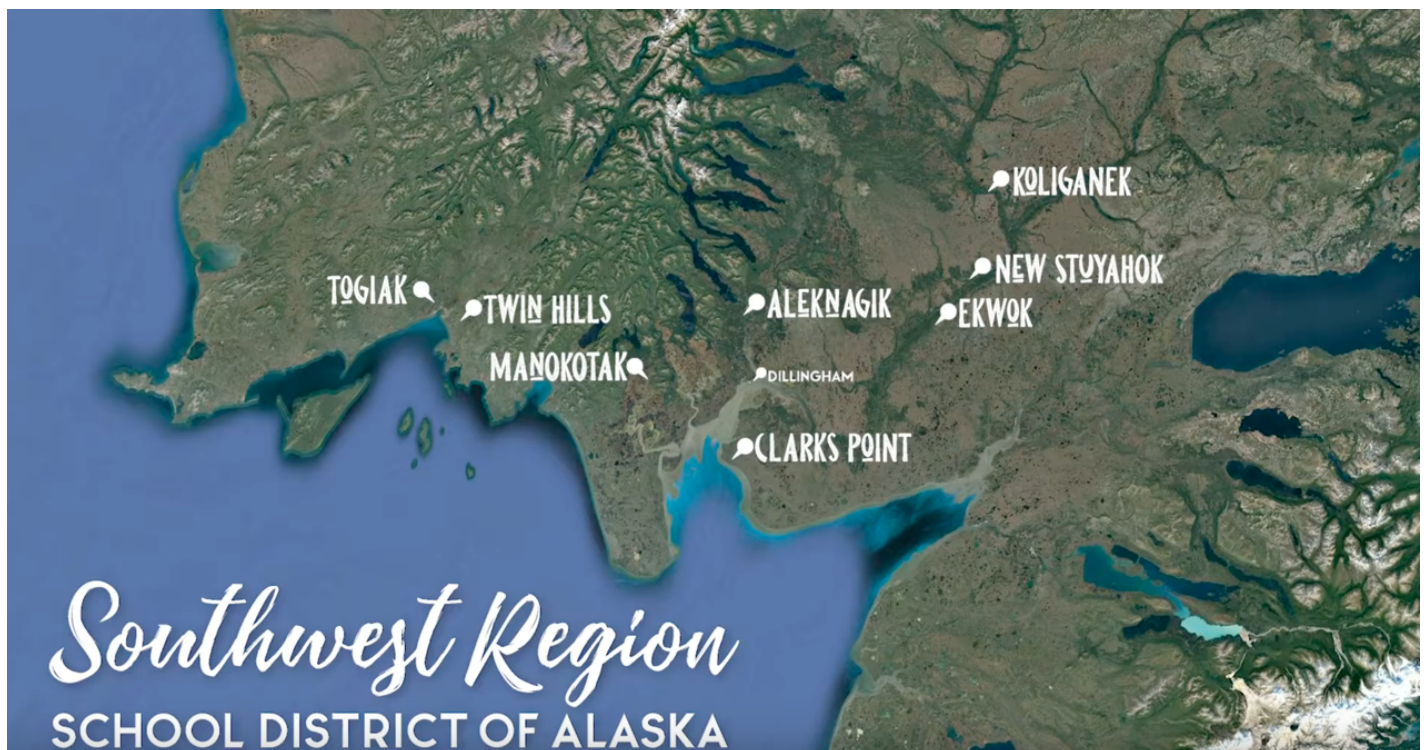 KOLIGANEK
NEW STUYAHOK
TOGIAK
TWIN HILLS
ALEKNAGIK
EKWOK
MANOKOTAK
DILLINGHAM
CLARKS POINT
Southwest Region
SCHOOL DISTRICT OF ALASKA